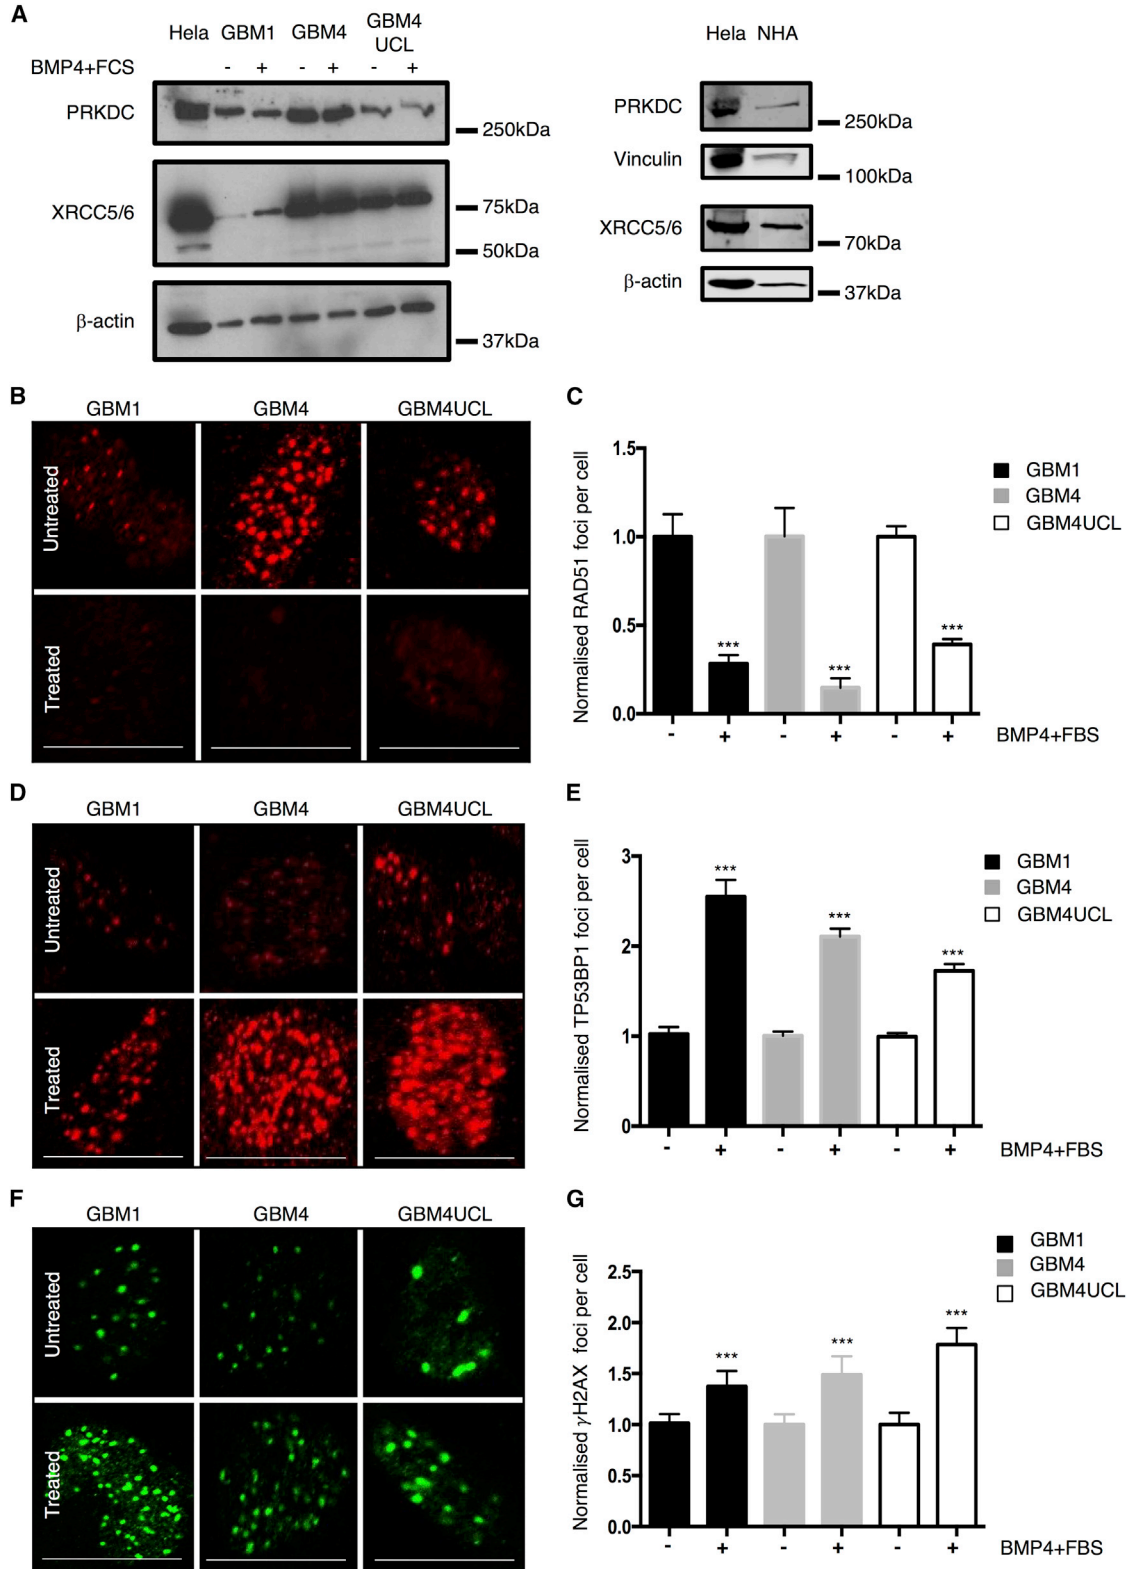 A
Hela GBM1 GBM4 GBM4 UCL
BMP4+FCS - + - + - +
PRKDC
250kDa
XRCC5/6
75kDa
50kDa
β-actin
37kDa
Hela NHA
PRKDC
250kDa
Vinculin
100kDa
XRCC5/6
70kDa
β-actin
37kDa
B
GBM1 GBM4 GBM4UCL
Untreated
Treated
C
Normalised RAD51 foci per cell
1.5
1.0
0.5
0.0
***
***
***
- + - + - +
BMP4+FBS
GBM1
GBM4
GBM4UCL
D
GBM1 GBM4 GBM4UCL
Untreated
Treated
E
Normalised TP53BP1 foci per cell
3
2
1
0
***
***
***
- + - + - +
BMP4+FBS
GBM1
GBM4
GBM4UCL
F
GBM1 GBM4 GBM4UCL
Untreated
Treated
G
Normalised γH2AX foci per cell
2.5
2.0
1.5
1.0
0.5
0.0
***
***
***
- + - + - +
BMP4+FBS
GBM1
GBM4
GBM4UCL